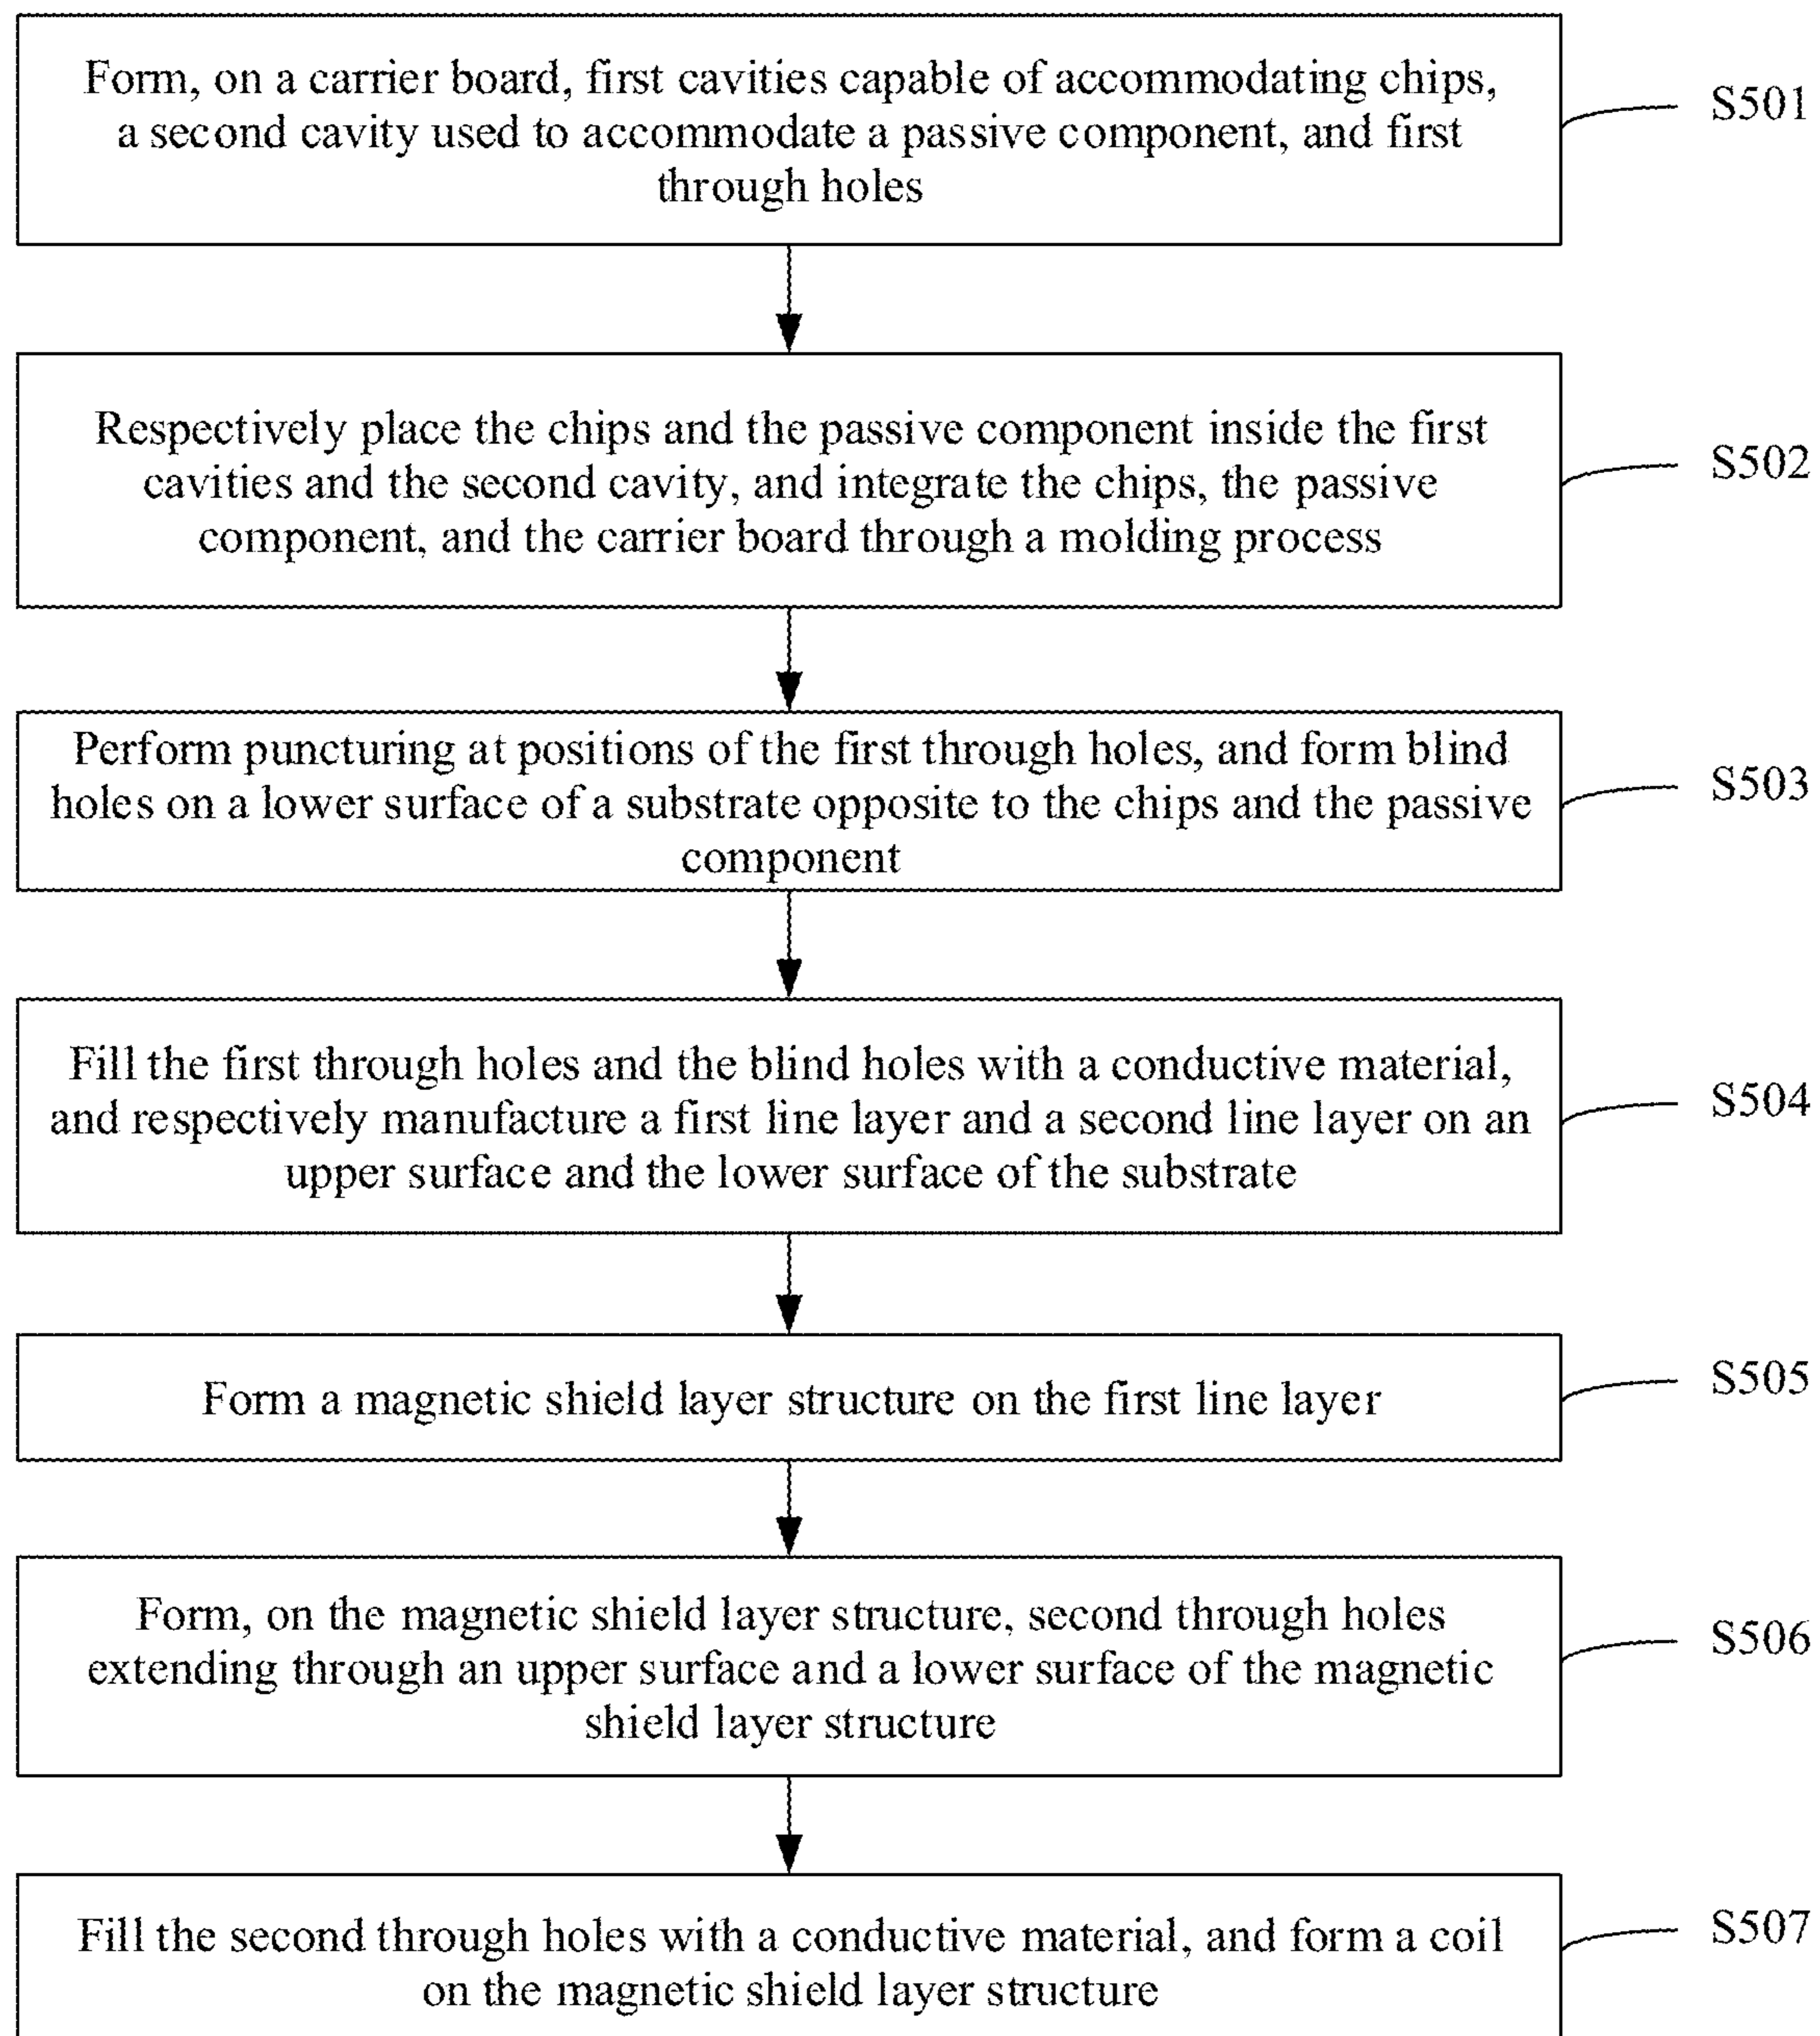 Form, on a carrier board, first cavities capable of accommodating chips,
a second cavity used to accommodate a passive component, and first
through holes
S501
Respectively place the chips and the passive component inside the first
cavities and the second cavity, and integrate the chips, the passive
component, and the carrier board through a molding process
S502
Perform puncturing at positions of the first through holes, and form blind
holes on a lower surface of a substrate opposite to the chips and the passive
component
S503
Fill the first through holes and the blind holes with a conductive material,
and respectively manufacture a first line layer and a second line layer on an
upper surface and the lower surface of the substrate
S504
Form a magnetic shield layer structure on the first line layer
S505
Form, on the magnetic shield layer structure, second through holes
extending through an upper surface and a lower surface of the magnetic
shield layer structure
S506
Fill the second through holes with a conductive material, and form a coil
on the magnetic shield layer structure
S507